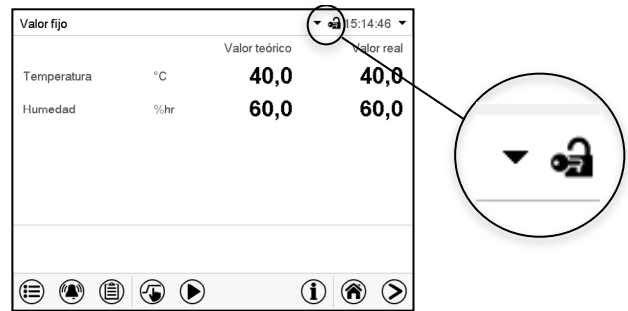 Valor fijo 15:14:46
Valor teórico Valor real
Temperatura °C 40,0 40,0
Humedad %hr 60,0 60,0